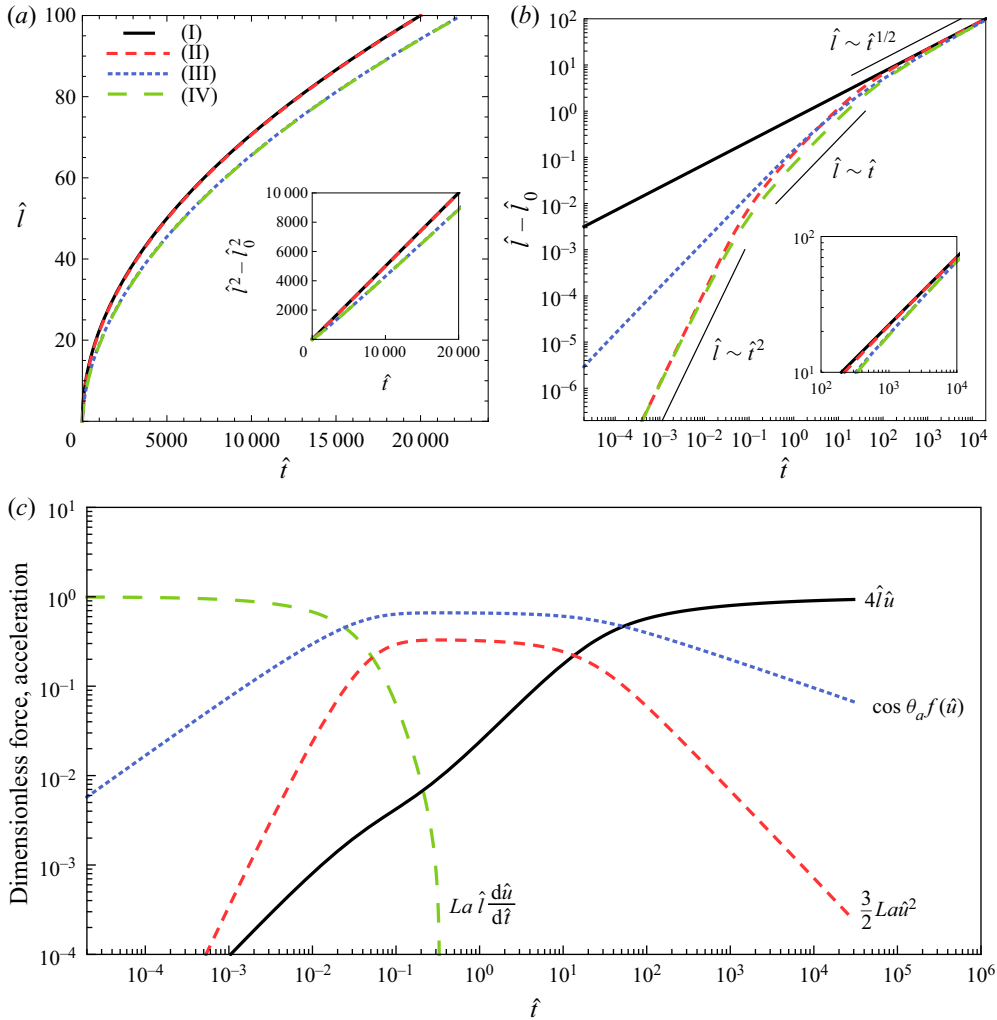 (a)
100
80
60
40
20
0
5000
10 000
15 000
20 000
l̂
t̂
(I)
(II)
(III)
(IV)
10 000
8000
6000
4000
2000
0
10 000
20 000
l̂² – l̂₀²
t̂
(b)
10²
10¹
10⁰
10⁻¹
10⁻²
10⁻³
10⁻⁴
10⁻⁵
10⁻⁶
10⁻⁴ 10⁻³ 10⁻² 10⁻¹ 10⁰ 10¹ 10² 10³ 10⁴
l̂ – l̂₀
t̂
l̂ ~ t̂^{1/2}
l̂ ~ t̂
l̂ ~ t̂²
10²
10¹
10² 10³ 10⁴
(c)
10¹
10⁰
10⁻¹
10⁻²
10⁻³
10⁻⁴
10⁻⁴ 10⁻³ 10⁻² 10⁻¹ 10⁰ 10¹ 10² 10³ 10⁴ 10⁵ 10⁶
Dimensionless force, acceleration
t̂
4l̂û
cos θₐ f(û)
La l̂ dû/dt̂
3/2 Laû²